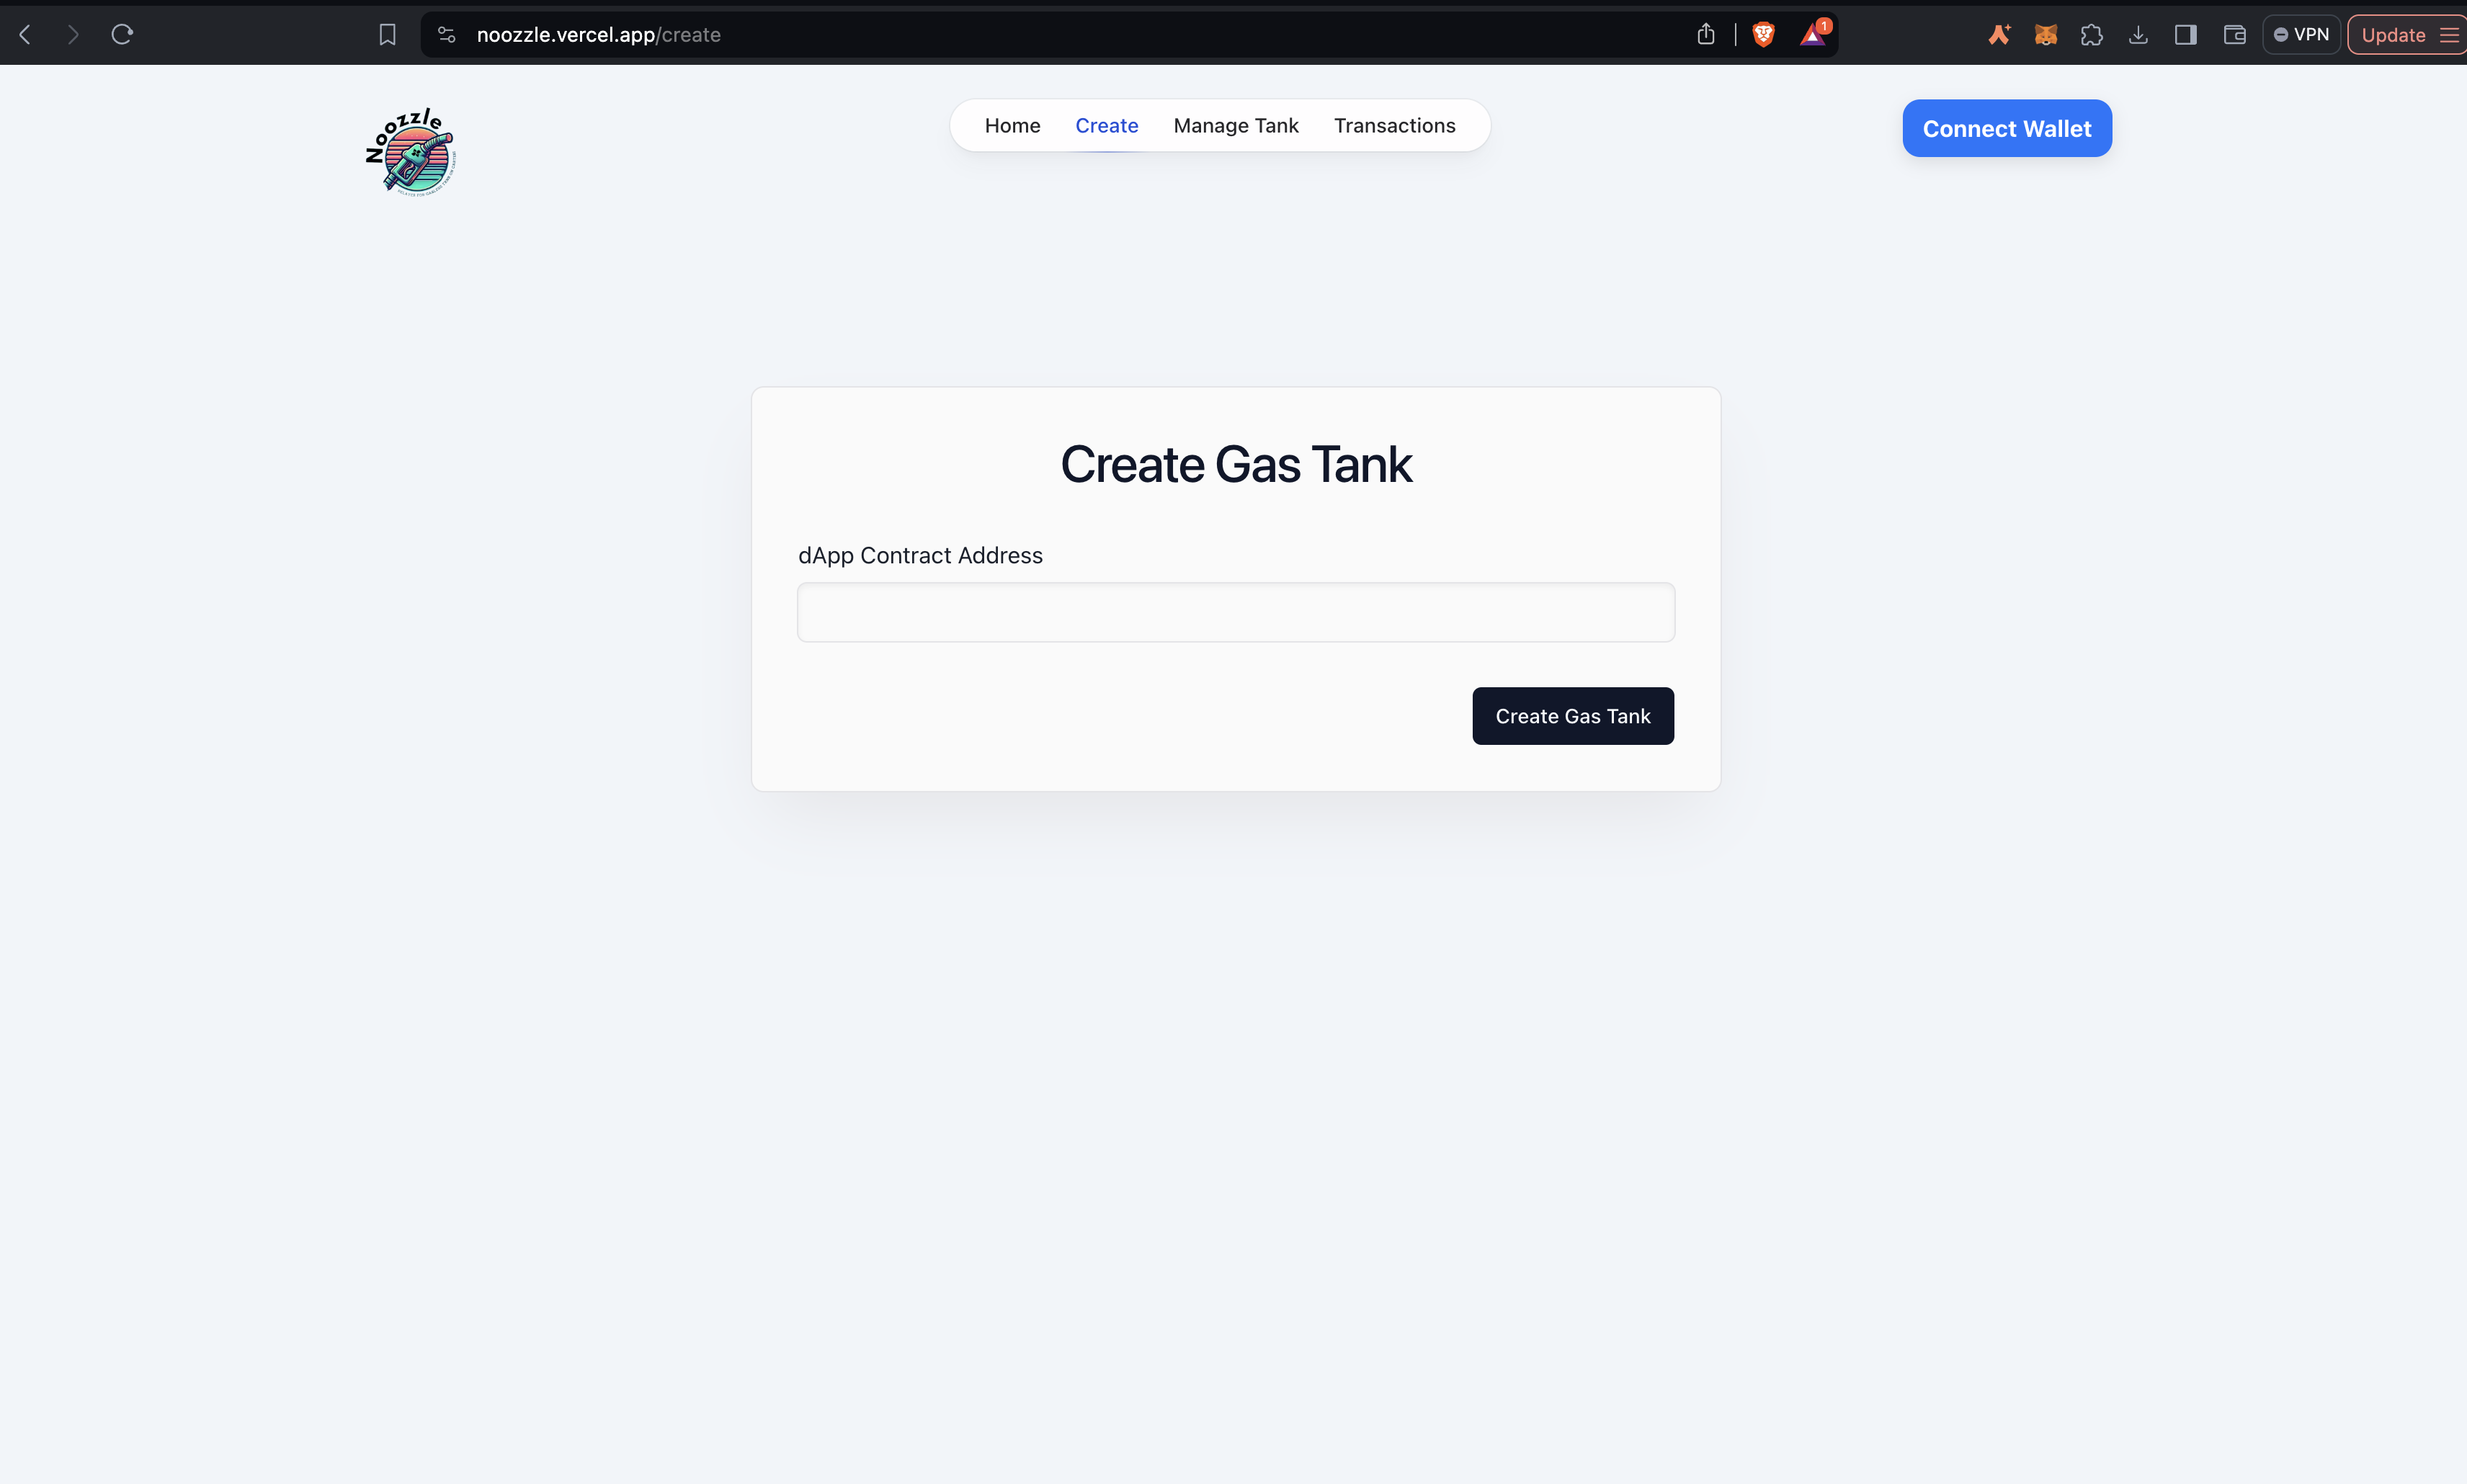 noozzle.vercel.app/create
1
VPN
Update
Noozzle
Home Create Manage Tank Transactions
Connect Wallet
Create Gas Tank
dApp Contract Address
Create Gas Tank